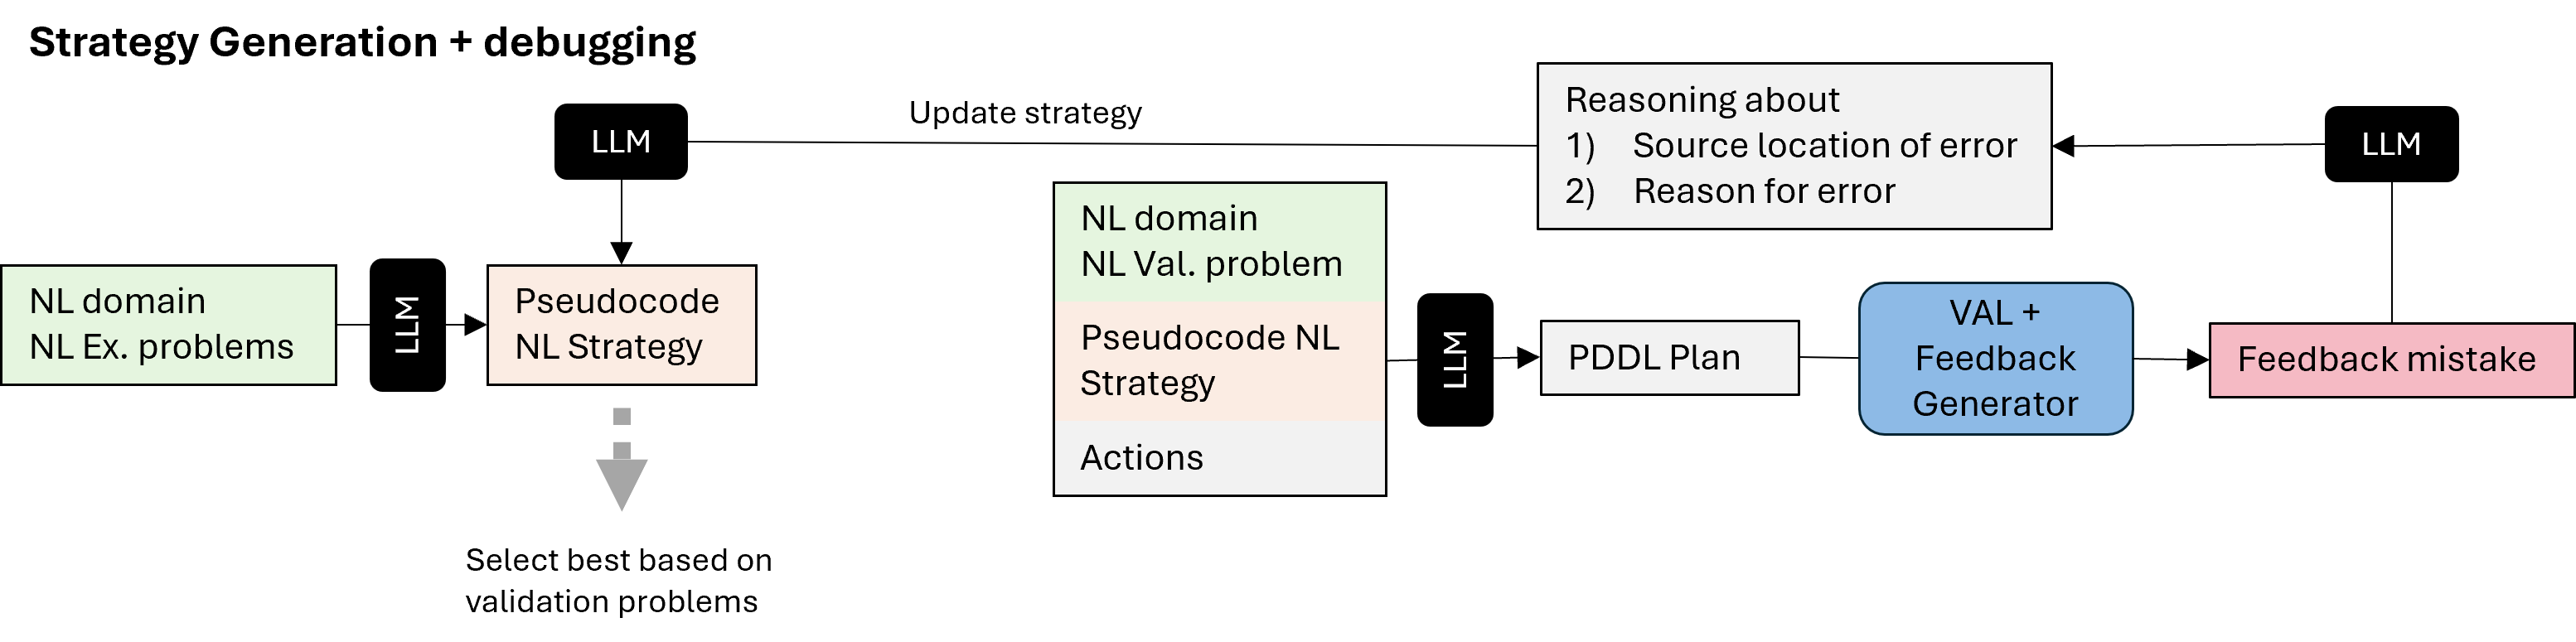 Strategy Generation + debugging
LLM
Update strategy
Reasoning about
1) Source location of error
2) Reason for error
LLM
NL domain
NL Ex. problems
LLM
Pseudocode
NL Strategy
NL domain
NL Val. problem
Pseudocode NL
Strategy
Actions
LLM
PDDL Plan
VAL +
Feedback
Generator
Feedback mistake
Select best based on
validation problems